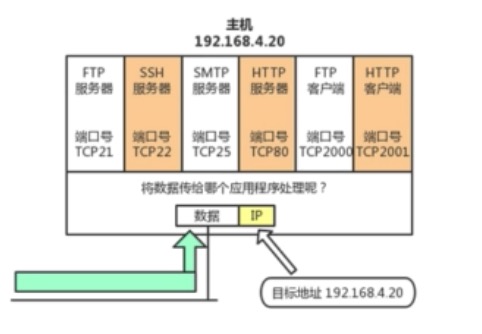 主机
192.168.4.20
FTP 服务器
SSH 服务器
SMTP 服务器
HTTP 服务器
FTP 客户端
HTTP 客户端
端口号 TCP21
端口号 TCP22
端口号 TCP25
端口号 TCP80
端口号 TCP2000
端口号 TCP2001
将数据传给哪个应用程序处理呢？
数据
IP
目标地址 192.168.4.20